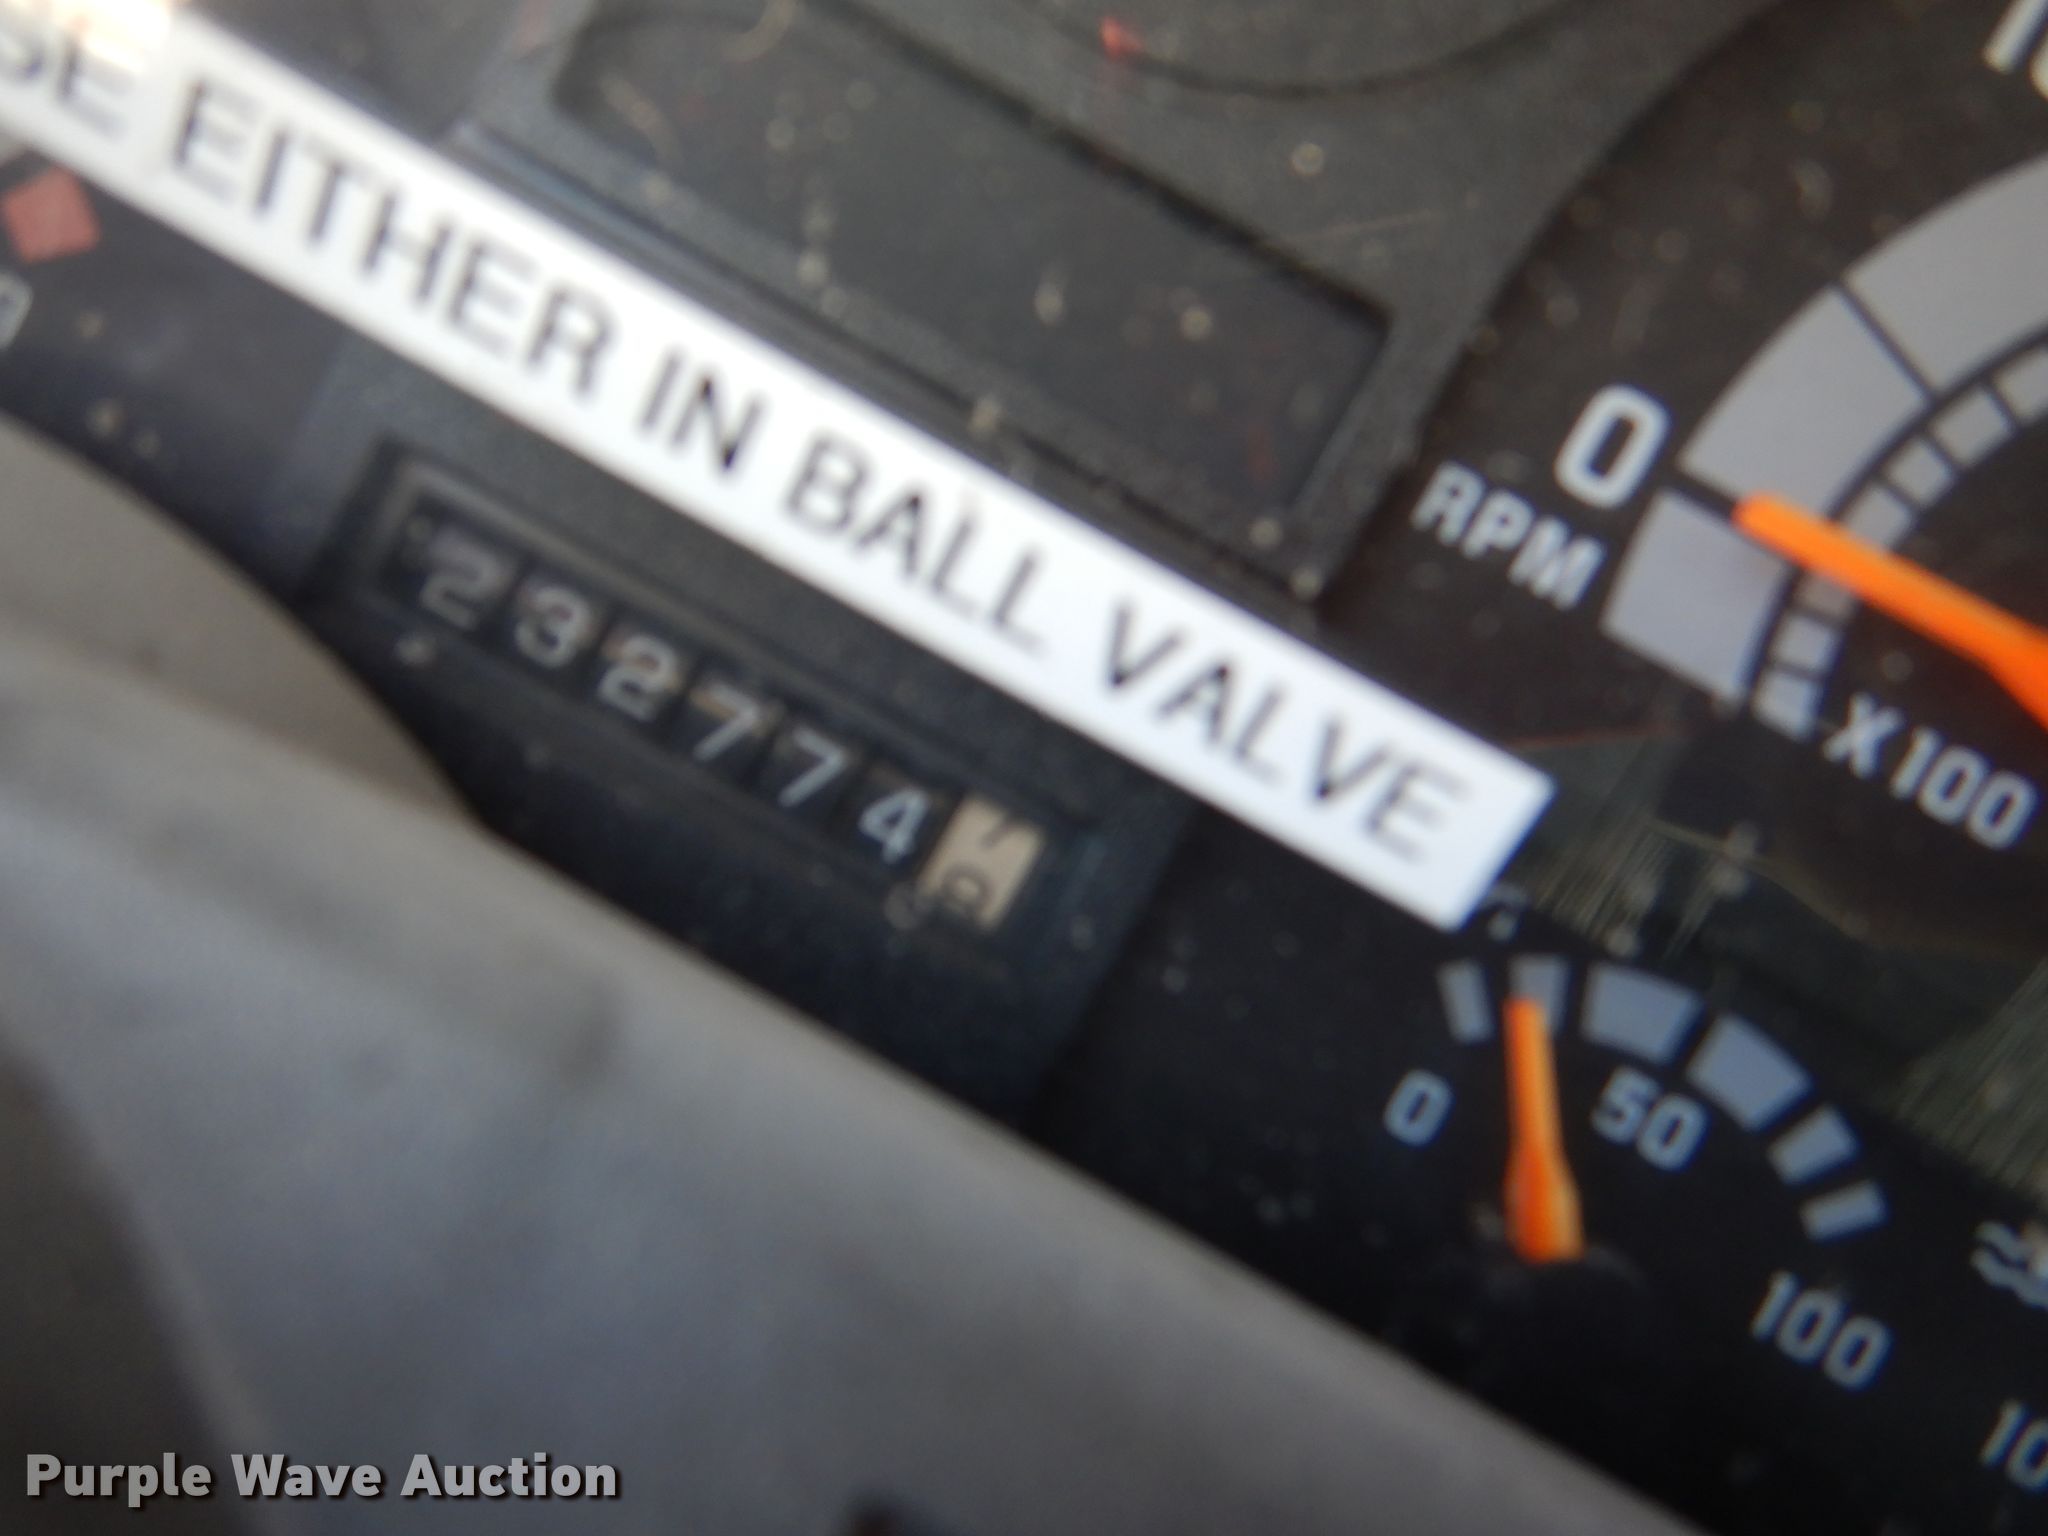 EITHER IN BALL VALVE
0
RPM
X100
232774
0
50
100
Purple Wave Auction